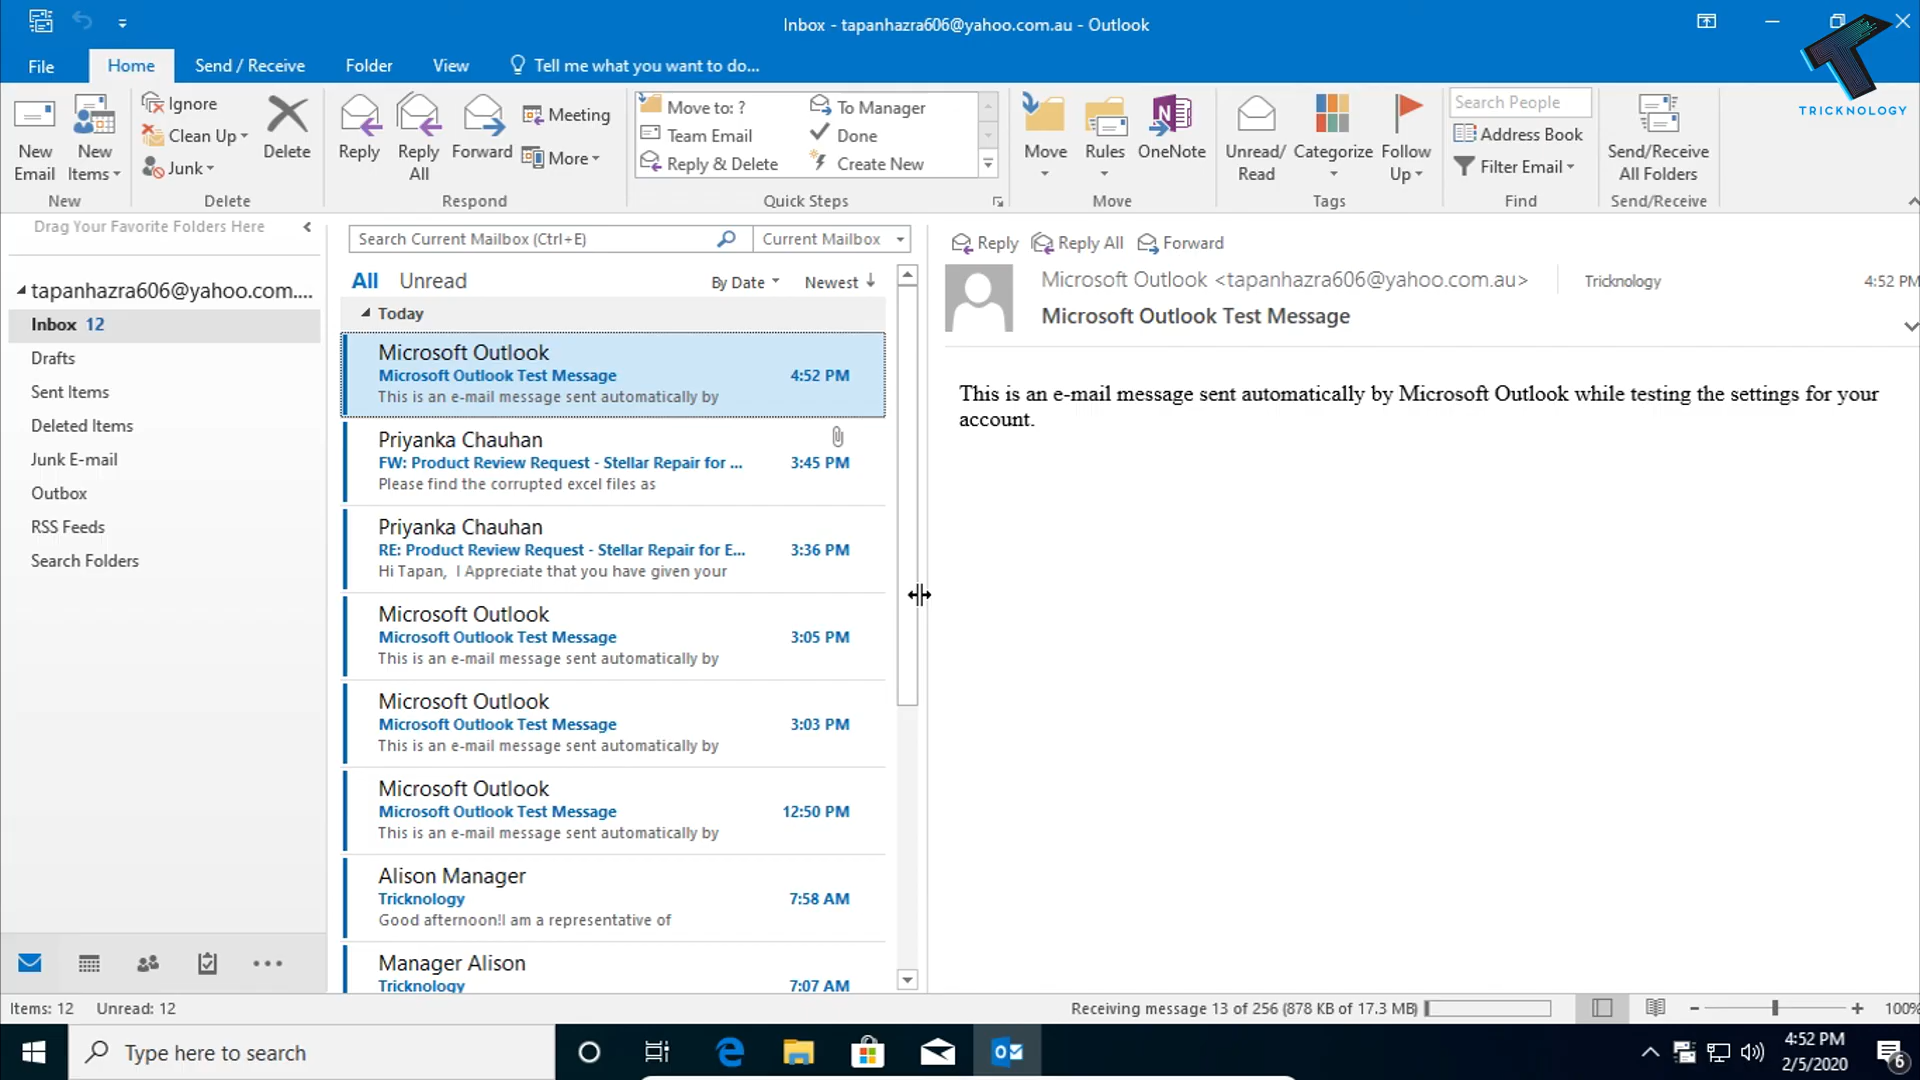 Inbox - tapanhazra606@yahoo.com.au - Outlook
File Home Send / Receive Folder View Tell me what you want to do...
TRICKNOLOGY
New Email
New Items
New
Ignore
Clean Up
Junk
Delete
Delete
Reply
Reply All
Forward
Meeting
More
Respond
Move to: ?
Team Email
Reply & Delete
To Manager
Done
Create New
Quick Steps
Move
Rules
OneNote
Move
Unread/ Read
Categorize
Follow Up
Tags
Search People
Address Book
Filter Email
Find
Send/Receive All Folders
Send/Receive
Drag Your Favorite Folders Here
tapanhazra606@yahoo.com....
Inbox 12
Drafts
Sent Items
Deleted Items
Junk E-mail
Outbox
RSS Feeds
Search Folders
Search Current Mailbox (Ctrl+E) Current Mailbox
All Unread By Date Newest
Today
Microsoft Outlook
Microsoft Outlook Test Message 4:52 PM
This is an e-mail message sent automatically by
Priyanka Chauhan
FW: Product Review Request - Stellar Repair for ... 3:45 PM
Please find the corrupted excel files as
Priyanka Chauhan
RE: Product Review Request - Stellar Repair for E... 3:36 PM
Hi Tapan, I Appreciate that you have given your
Microsoft Outlook
Microsoft Outlook Test Message 3:05 PM
This is an e-mail message sent automatically by
Microsoft Outlook
Microsoft Outlook Test Message 3:03 PM
This is an e-mail message sent automatically by
Microsoft Outlook
Microsoft Outlook Test Message 12:50 PM
This is an e-mail message sent automatically by
Alison Manager
Tricknology 7:58 AM
Good afternoon!I am a representative of
Manager Alison
Tricknology 7:07 AM
Reply Reply All Forward
Microsoft Outlook <tapanhazra606@yahoo.com.au> Tricknology 4:52 PM
Microsoft Outlook Test Message
This is an e-mail message sent automatically by Microsoft Outlook while testing the settings for your
account.
Items: 12 Unread: 12 Receiving message 13 of 256 (878 KB of 17.3 MB) 100%
Type here to search
4:52 PM
2/5/2020
6